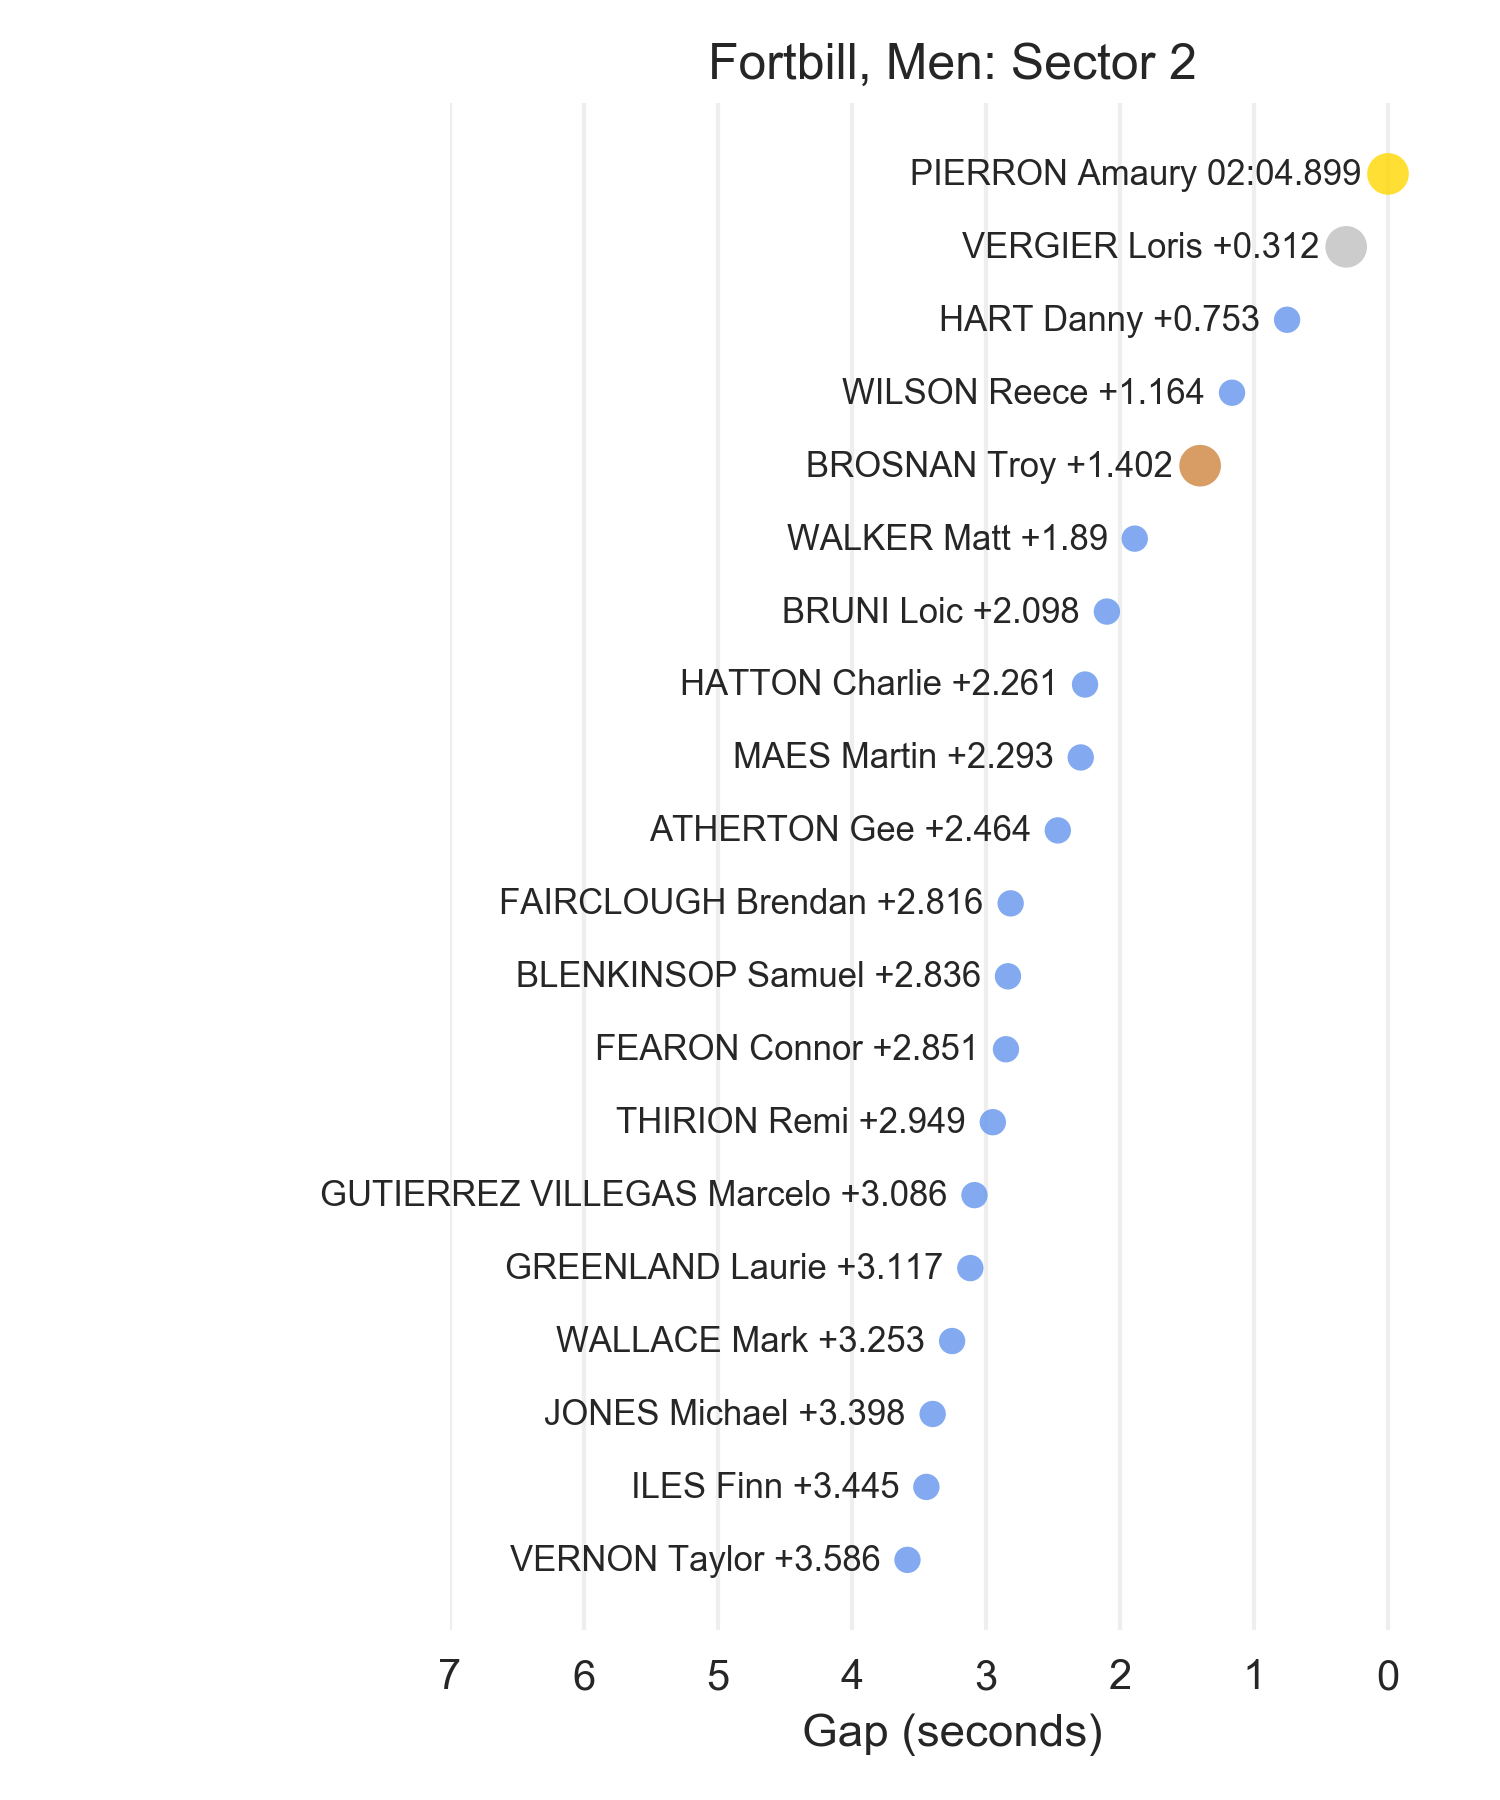 Fortbill, Men: Sector 2
PIERRON Amaury 02:04.899
VERGIER Loris +0.312
HART Danny +0.753
WILSON Reece +1.164
BROSNAN Troy +1.402
WALKER Matt +1.89
BRUNI Loic +2.098
HATTON Charlie +2.261
MAES Martin +2.293
ATHERTON Gee +2.464
FAIRCLOUGH Brendan +2.816
BLENKINSOP Samuel +2.836
FEARON Connor +2.851
THIRION Remi +2.949
GUTIERREZ VILLEGAS Marcelo +3.086
GREENLAND Laurie +3.117
WALLACE Mark +3.253
JONES Michael +3.398
ILES Finn +3.445
VERNON Taylor +3.586
7 6 5 4 3 2 1 0
Gap (seconds)